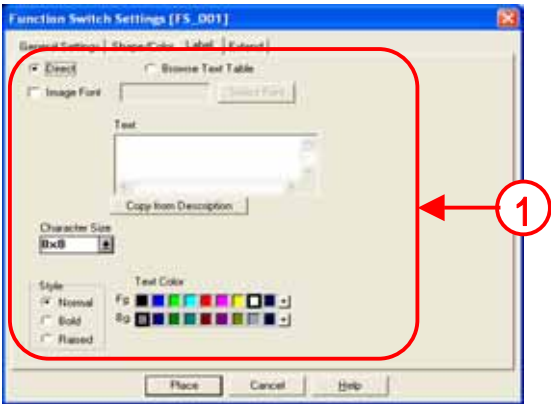 Function Switch Settings [FS_001]
General Settings Shape/Color Label Extend
Direct Browse Text Table
Image Font Select Font
Text
Copy from Description
1
Character Size
8x8
Style Text Color
Normal Fg
Bold Bg
Raised
Place Cancel Help